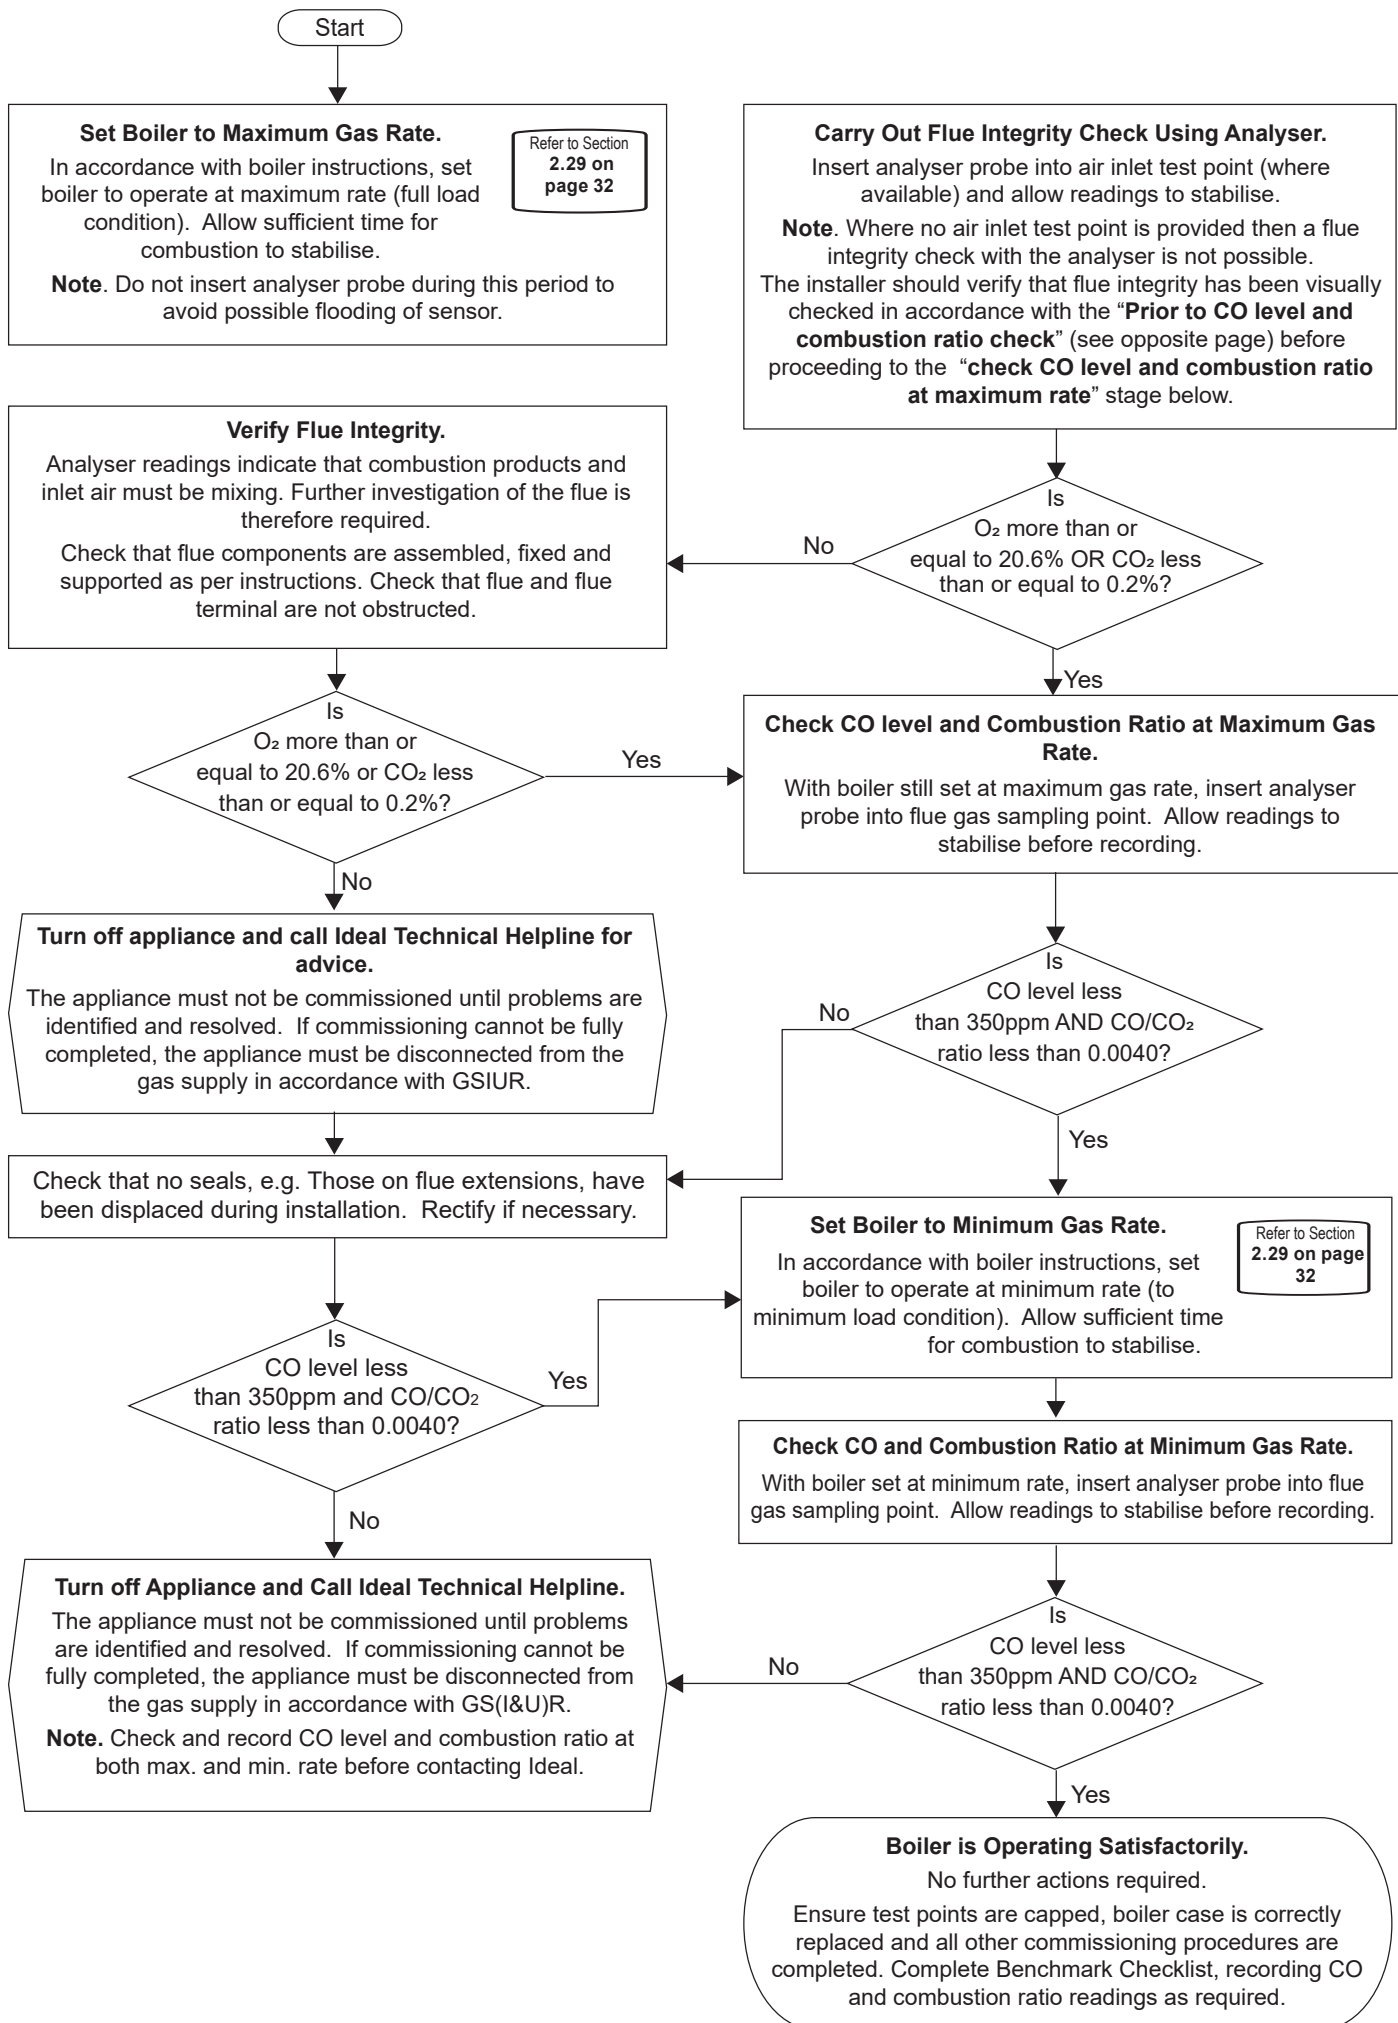 Start
Set Boiler to Maximum Gas Rate.
In accordance with boiler instructions, set
boiler to operate at maximum rate (full load
condition).  Allow sufficient time for
combustion to stabilise.
Note. Do not insert analyser probe during this period to
avoid possible flooding of sensor.
Refer to Section
2.29 on
page 32
Carry Out Flue Integrity Check Using Analyser.
Insert analyser probe into air inlet test point (where
available) and allow readings to stabilise.
Note. Where no air inlet test point is provided then a flue
integrity check with the analyser is not possible.
The installer should verify that flue integrity has been visually
checked in accordance with the “Prior to CO level and
combustion ratio check” (see opposite page) before
proceeding to the  “check CO level and combustion ratio
at maximum rate” stage below.
Verify Flue Integrity.
Analyser readings indicate that combustion products and
inlet air must be mixing. Further investigation of the flue is
therefore required.
Check that flue components are assembled, fixed and
supported as per instructions. Check that flue and flue
terminal are not obstructed.
No
Is
O₂ more than or
equal to 20.6% OR CO₂ less
than or equal to 0.2%?
Yes
Is
O₂ more than or
equal to 20.6% or CO₂ less
than or equal to 0.2%?
Yes
No
Check CO level and Combustion Ratio at Maximum Gas
Rate.
With boiler still set at maximum gas rate, insert analyser
probe into flue gas sampling point.  Allow readings to
stabilise before recording.
Turn off appliance and call Ideal Technical Helpline for
advice.
The appliance must not be commissioned until problems are
identified and resolved.  If commissioning cannot be fully
completed, the appliance must be disconnected from the
gas supply in accordance with GSIUR.
No
Is
CO level less
than 350ppm AND CO/CO₂
ratio less than 0.0040?
Yes
Check that no seals, e.g. Those on flue extensions, have
been displaced during installation.  Rectify if necessary.
Set Boiler to Minimum Gas Rate.
In accordance with boiler instructions, set
boiler to operate at minimum rate (to
minimum load condition).  Allow sufficient time
for combustion to stabilise.
Refer to Section
2.29 on page
32
Is
CO level less
than 350ppm and CO/CO₂
ratio less than 0.0040?
Yes
No
Check CO and Combustion Ratio at Minimum Gas Rate.
With boiler set at minimum rate, insert analyser probe into flue
gas sampling point.  Allow readings to stabilise before recording.
Turn off Appliance and Call Ideal Technical Helpline.
The appliance must not be commissioned until problems
are identified and resolved.  If commissioning cannot be
fully completed, the appliance must be disconnected from
the gas supply in accordance with GS(I&U)R.
Note. Check and record CO level and combustion ratio at
both max. and min. rate before contacting Ideal.
No
Is
CO level less
than 350ppm AND CO/CO₂
ratio less than 0.0040?
Yes
Boiler is Operating Satisfactorily.
No further actions required.
Ensure test points are capped, boiler case is correctly
replaced and all other commissioning procedures are
completed. Complete Benchmark Checklist, recording CO
and combustion ratio readings as required.